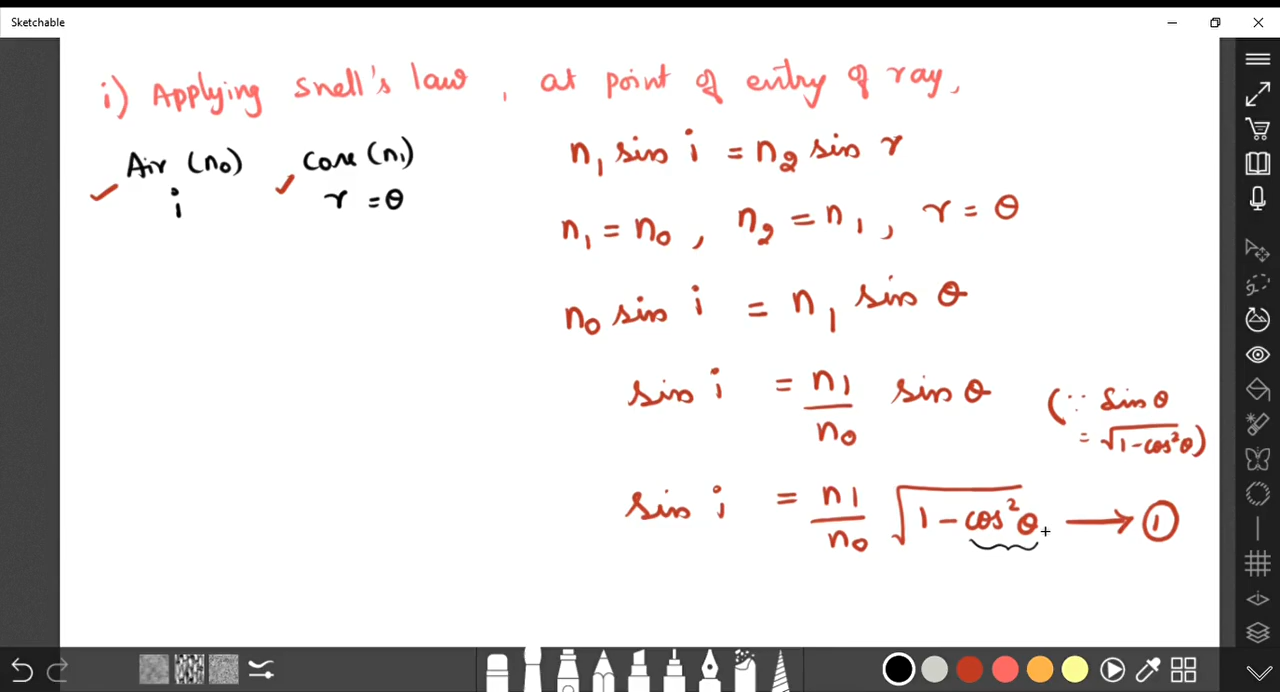 Sketchable
i) Applying snell's law, at point of entry of ray,
Air (n₀) Core (n₁)
i r = θ
n₁ sin i = n₂ sin r
n₁ = n₀, n₂ = n₁, r = θ
n₀ sin i = n₁ sin θ
sin i = n₁/n₀ sin θ (∵ sin θ
= √(1-cos²θ))
sin i = n₁/n₀ √(1-cos²θ) → ①